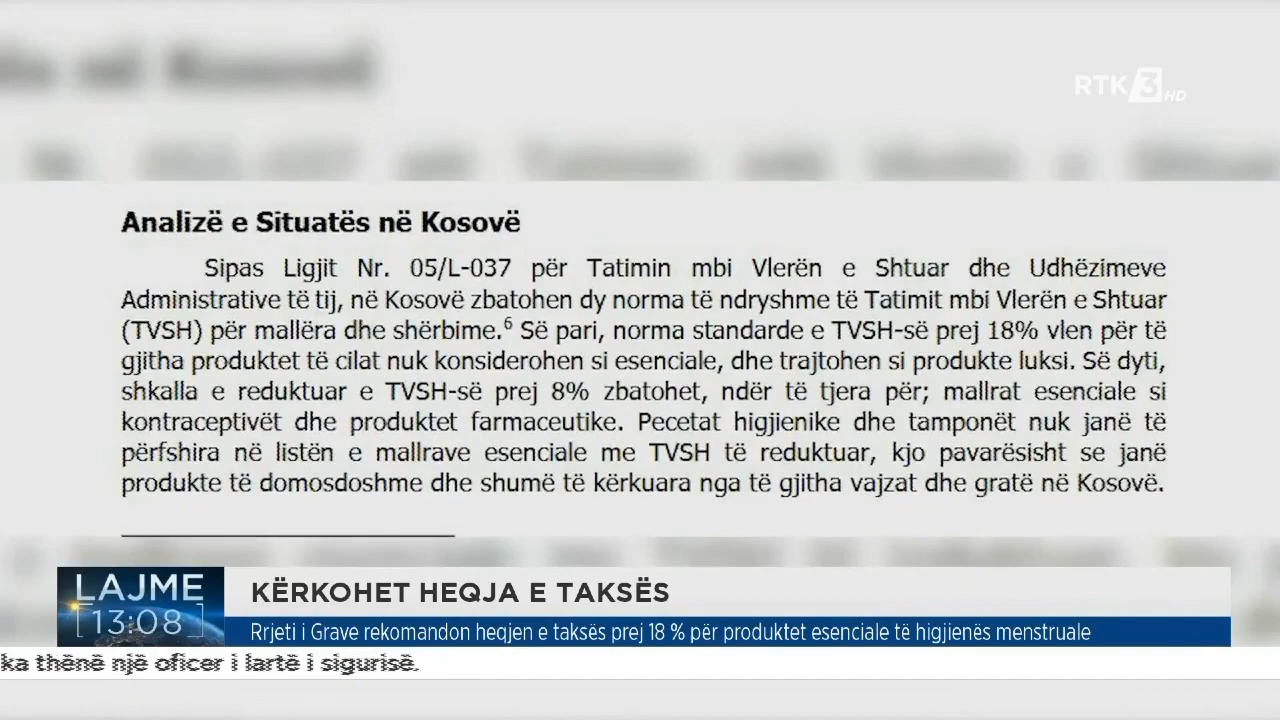 RTK 3 HD
Analizë e Situatës në Kosovë
Sipas Ligjit Nr. 05/L-037 për Tatimin mbi Vlerën e Shtuar dhe Udhëzimeve
Administrative të tij, në Kosovë zbatohen dy norma të ndryshme të Tatimit mbi Vlerën e Shtuar
(TVSH) për mallëra dhe shërbime.⁶ Së pari, norma standarde e TVSH-së prej 18% vlen për të
gjitha produktet të cilat nuk konsiderohen si esenciale, dhe trajtohen si produkte luksi. Së dyti,
shkalla e reduktuar e TVSH-së prej 8% zbatohet, ndër të tjera për; mallrat esenciale si
kontraceptivët dhe produktet farmaceutike. Pecetat higjienike dhe tamponët nuk janë të
përfshira në listën e mallrave esenciale me TVSH të reduktuar, kjo pavarësisht se janë
produkte të domosdoshme dhe shumë të kërkuara nga të gjitha vajzat dhe gratë në Kosovë.
LAJME
13:08
KËRKOHET HEQJA E TAKSËS
Rrjeti i Grave rekomandon heqjen e taksës prej 18 % për produktet esenciale të higjienës menstruale
ka thënë një oficer i lartë i sigurisë.